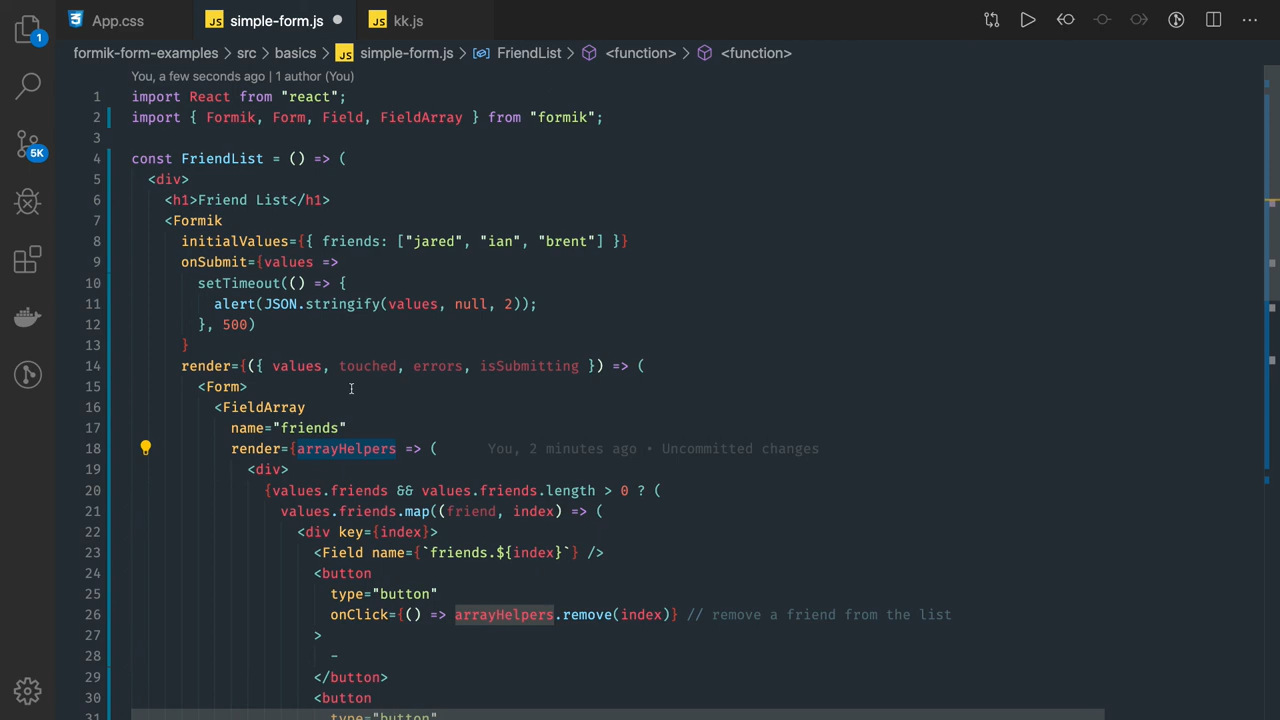 App.css
JS simple-form.js
JS kk.js
1
formik-form-examples > src > basics > JS simple-form.js > FriendList > <function> > <function>
You, a few seconds ago | 1 author (You)
1 import React from "react";
2 import { Formik, Form, Field, FieldArray } from "formik";
3
4 const FriendList = () => (
5 <div>
6 <h1>Friend List</h1>
7 <Formik
8 initialValues={{ friends: ["jared", "ian", "brent"] }}
9 onSubmit={values =>
10 setTimeout(() => {
11 alert(JSON.stringify(values, null, 2));
12 }, 500)
13 }
14 render={({ values, touched, errors, isSubmitting }) => (
15 <Form>
16 <FieldArray
17 name="friends"
18 render={arrayHelpers => ( You, 2 minutes ago • Uncommitted changes
19 <div>
20 {values.friends && values.friends.length > 0 ? (
21 values.friends.map((friend, index) => (
22 <div key={index}>
23 <Field name={`friends.${index}`} />
24 <button
25 type="button"
26 onClick={() => arrayHelpers.remove(index)} // remove a friend from the list
27 >
28 -
29 </button>
30 <button
31 type="button"
5K